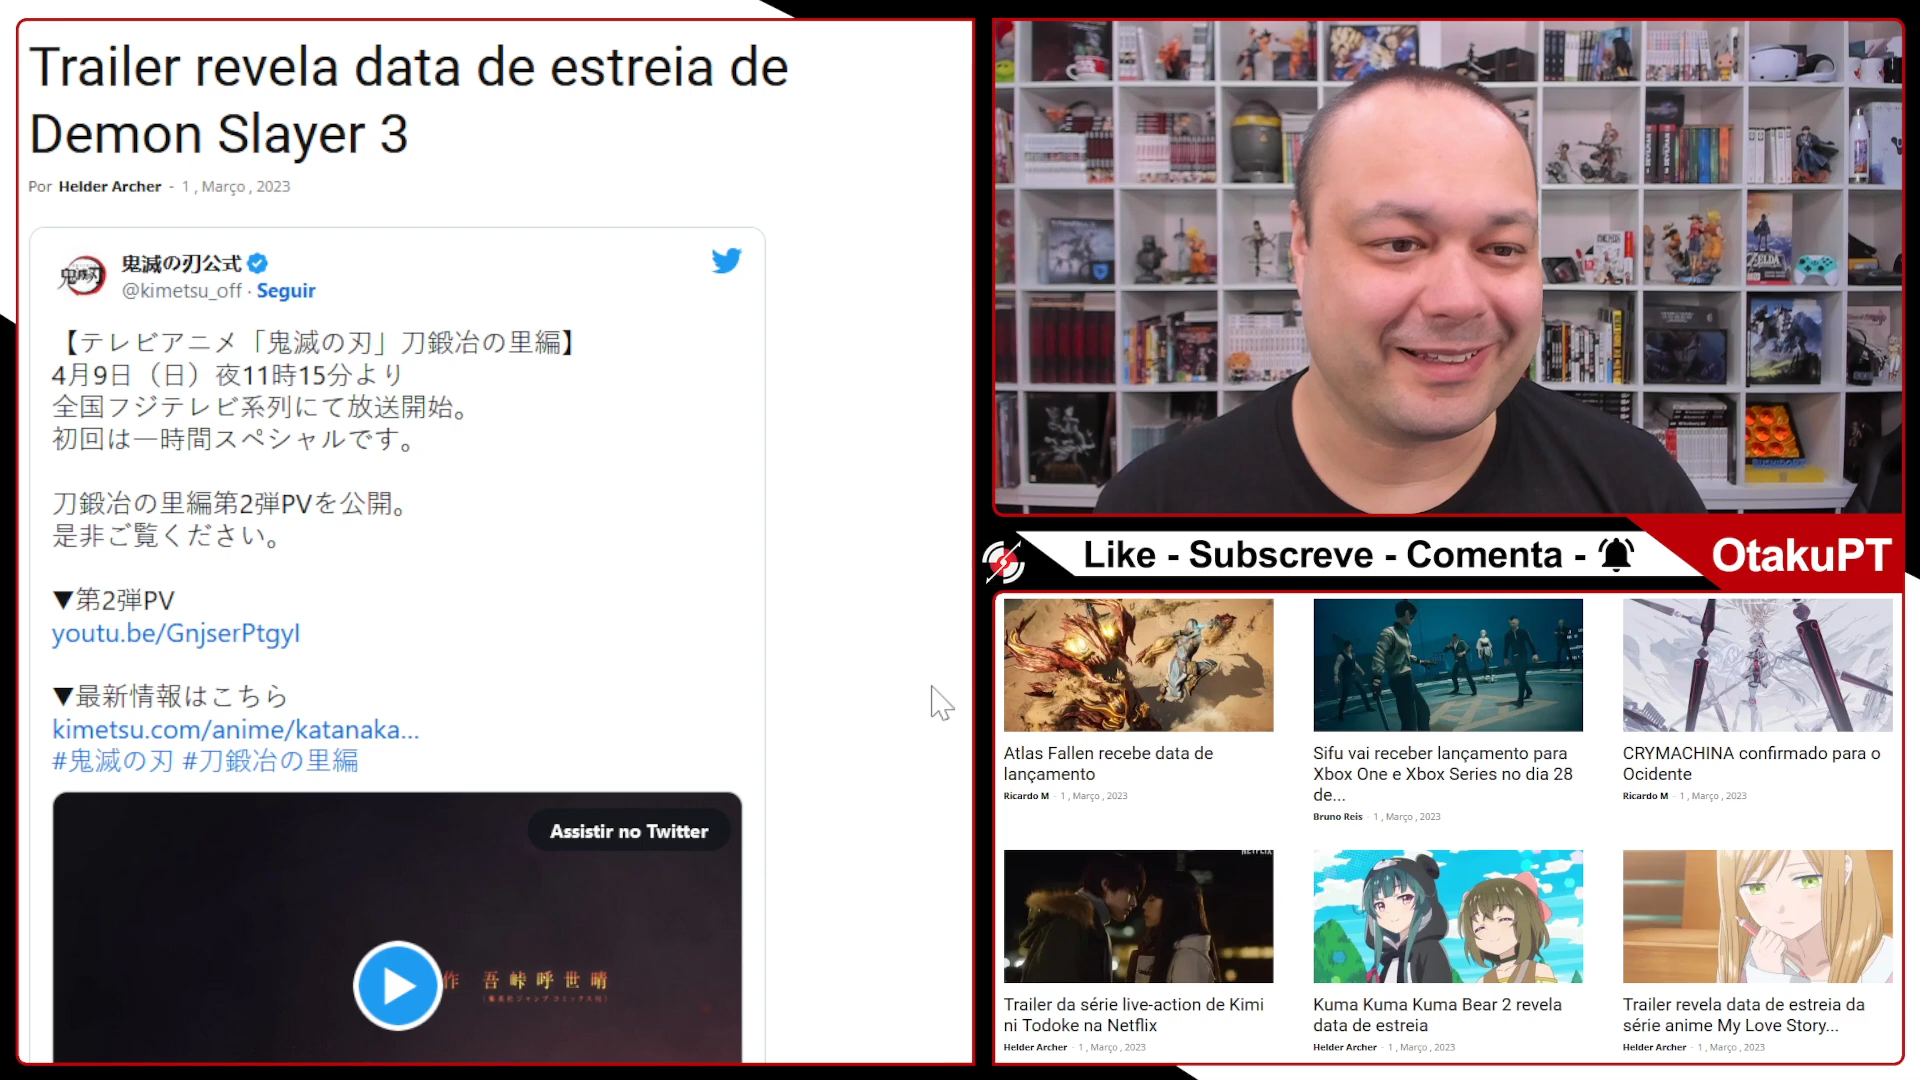 Trailer revela data de estreia de
Demon Slayer 3
Por Helder Archer - 1 , Março , 2023
鬼滅の刃公式
@kimetsu_off · Seguir
【テレビアニメ「鬼滅の刃」刀鍛冶の里編】
4月9日（日）夜11時15分より
全国フジテレビ系列にて放送開始。
初回は一時間スペシャルです。
刀鍛冶の里編第2弾PVを公開。
是非ご覧ください。
▼第2弾PV
youtu.be/GnjserPtgyI
▼最新情報はこちら
kimetsu.com/anime/katanaka...
#鬼滅の刃 #刀鍛冶の里編
Assistir no Twitter
作 吾峠呼世晴
Like - Subscreve - Comenta -
OtakuPT
Atlas Fallen recebe data de
lançamento
Ricardo M - 1 , Março , 2023
Sifu vai receber lançamento para
Xbox One e Xbox Series no dia 28
de...
Bruno Reis - 1 , Março , 2023
CRYMACHINA confirmado para o
Ocidente
Ricardo M - 1 , Março , 2023
Trailer da série live-action de Kimi
ni Todoke na Netflix
Helder Archer - 1 , Março , 2023
Kuma Kuma Kuma Bear 2 revela
data de estreia
Helder Archer - 1 , Março , 2023
Trailer revela data de estreia da
série anime My Love Story...
Helder Archer - 1 , Março , 2023